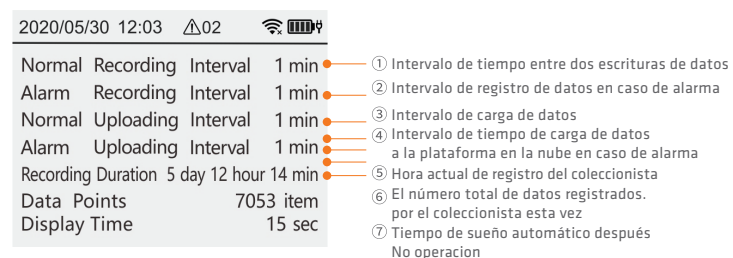 2020/05/30 12:03 ⚠02
Normal Recording Interval 1 min
Alarm Recording Interval 1 min
Normal Uploading Interval 1 min
Alarm Uploading Interval 1 min
Recording Duration 5 day 12 hour 14 min
Data Points 7053 item
Display Time 15 sec
① Intervalo de tiempo entre dos escrituras de datos
② Intervalo de registro de datos en caso de alarma
③ Intervalo de carga de datos
④ Intervalo de tiempo de carga de datos
a la plataforma en la nube en caso de alarma
⑤ Hora actual de registro del coleccionista
⑥ El número total de datos registrados.
por el coleccionista esta vez
⑦ Tiempo de sueño automático después
No operacion